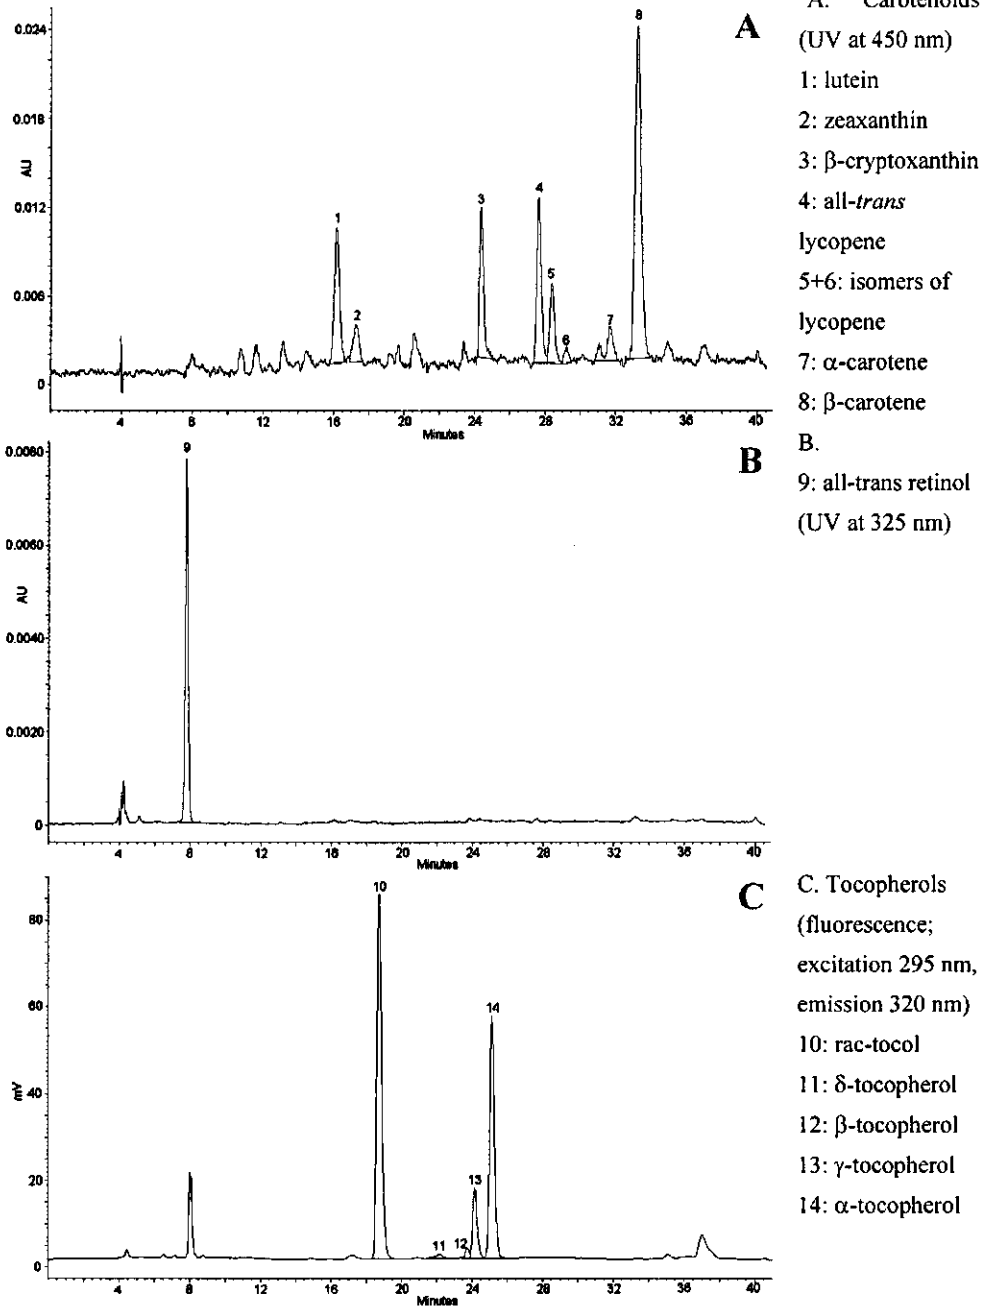 A. Carotenoids
(UV at 450 nm)
1: lutein
2: zeaxanthin
3: β-cryptoxanthin
4: all-trans
lycopene
5+6: isomers of
lycopene
7: α-carotene
8: β-carotene
B.
9: all-trans retinol
(UV at 325 nm)
C. Tocopherols
(fluorescence;
excitation 295 nm,
emission 320 nm)
10: rac-tocol
11: δ-tocopherol
12: β-tocopherol
13: γ-tocopherol
14: α-tocopherol
A
0.024
0.018
AU
0.012
0.006
0
1
2
3
4
5
6
7
8
4 8 12 16 20 24 28 32 36 40
Minutes
B
0.0080
0.0060
AU
0.0040
0.0020
0
9
4 8 12 16 20 24 28 32 36 40
Minutes
C
80
60
mV
40
20
0
10
11
12
13
14
4 8 12 16 20 24 28 32 36 40
Minutes